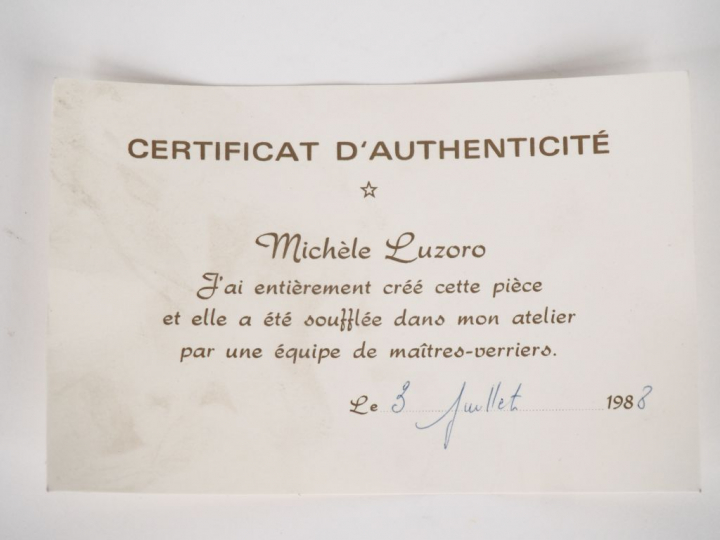 CERTIFICAT D'AUTHENTICITÉ
Michèle Luzoro
J'ai entièrement créé cette pièce
et elle a été soufflée dans mon atelier
par une équipe de maîtres-verriers.
Le 3 Juillet 1988